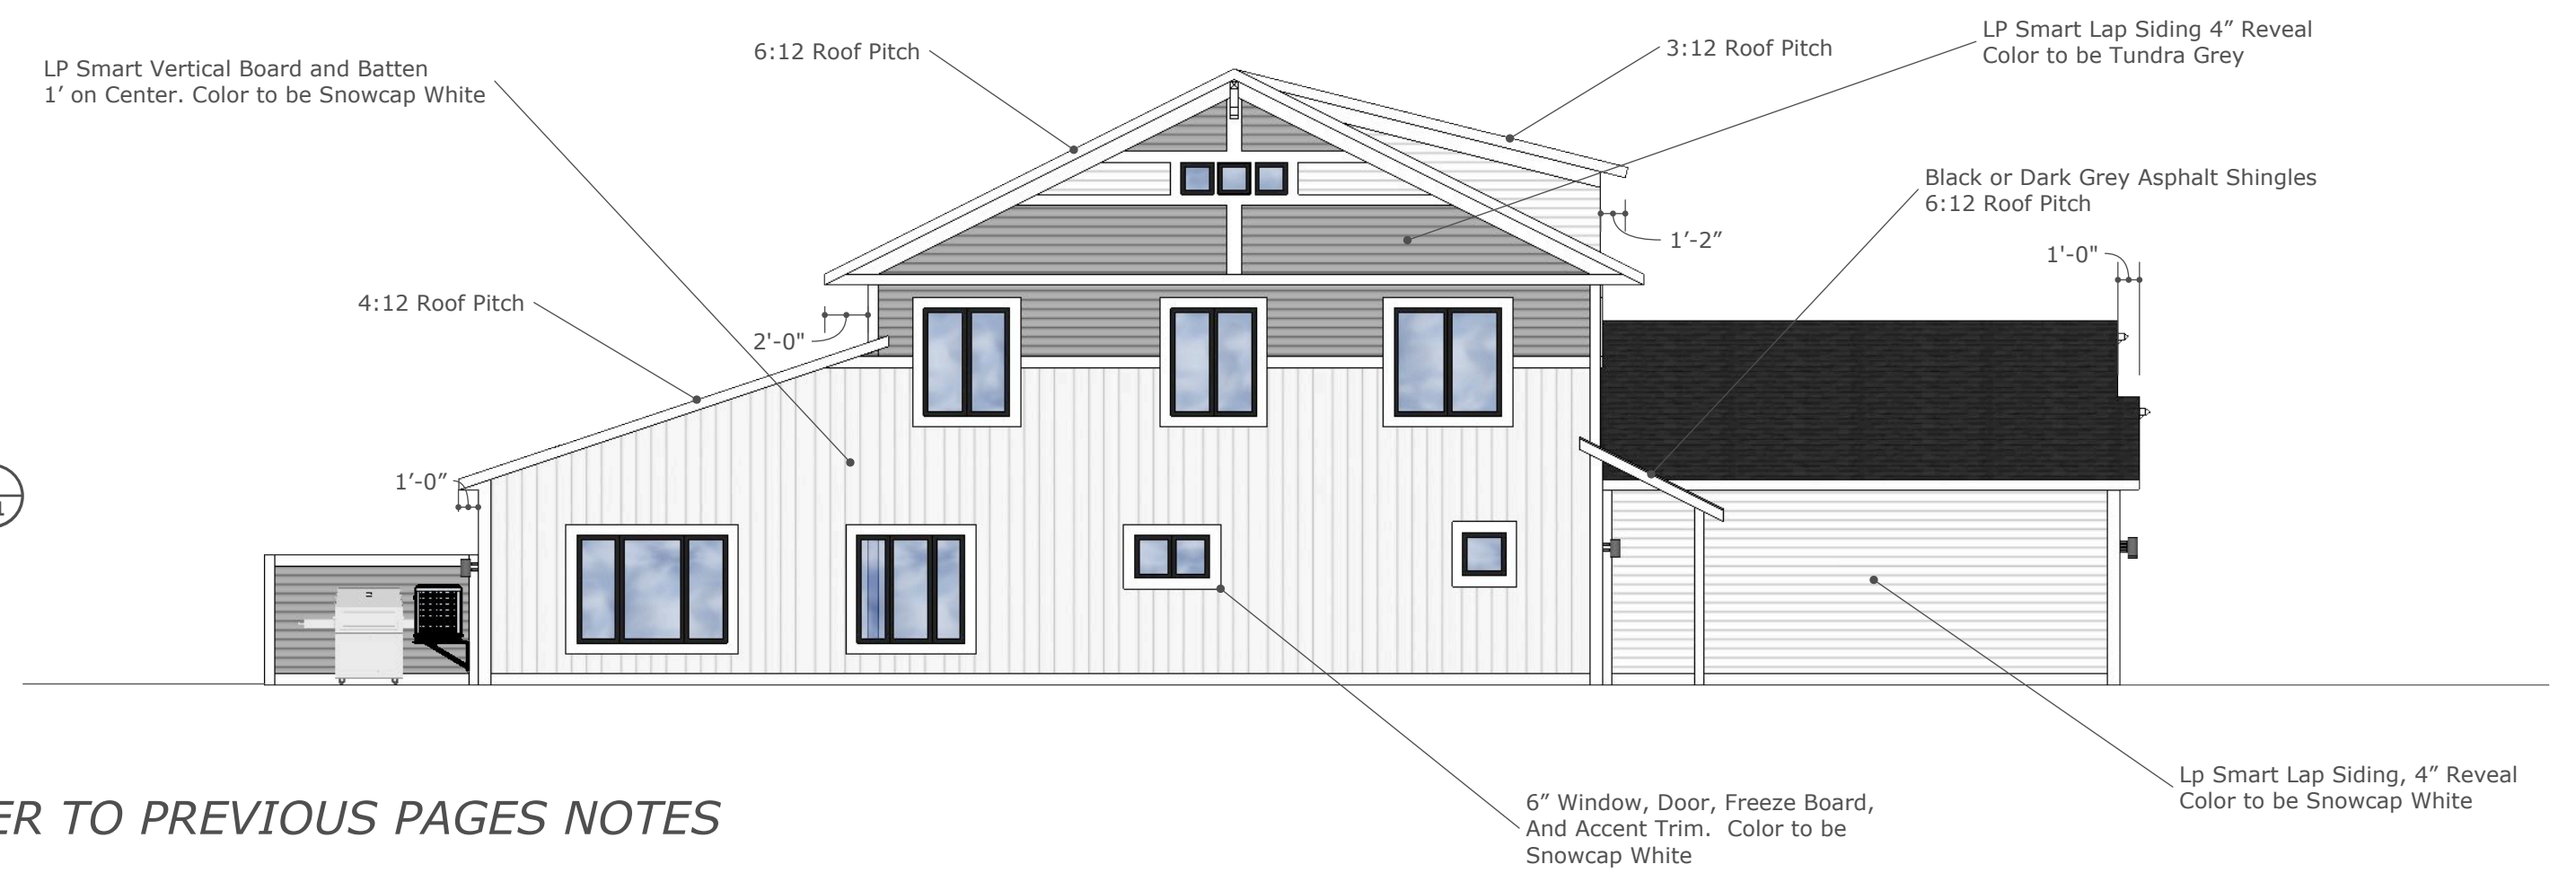 LP Smart Vertical Board and Batten
1’ on Center. Color to be Snowcap White
6:12 Roof Pitch
3:12 Roof Pitch
LP Smart Lap Siding 4” Reveal
Color to be Tundra Grey
Black or Dark Grey Asphalt Shingles
6:12 Roof Pitch
1’-2”
1'-0"
4:12 Roof Pitch
2'-0"
1’-0”
Lp Smart Lap Siding, 4” Reveal
Color to be Snowcap White
6” Window, Door, Freeze Board,
And Accent Trim. Color to be
Snowcap White
ER TO PREVIOUS PAGES NOTES